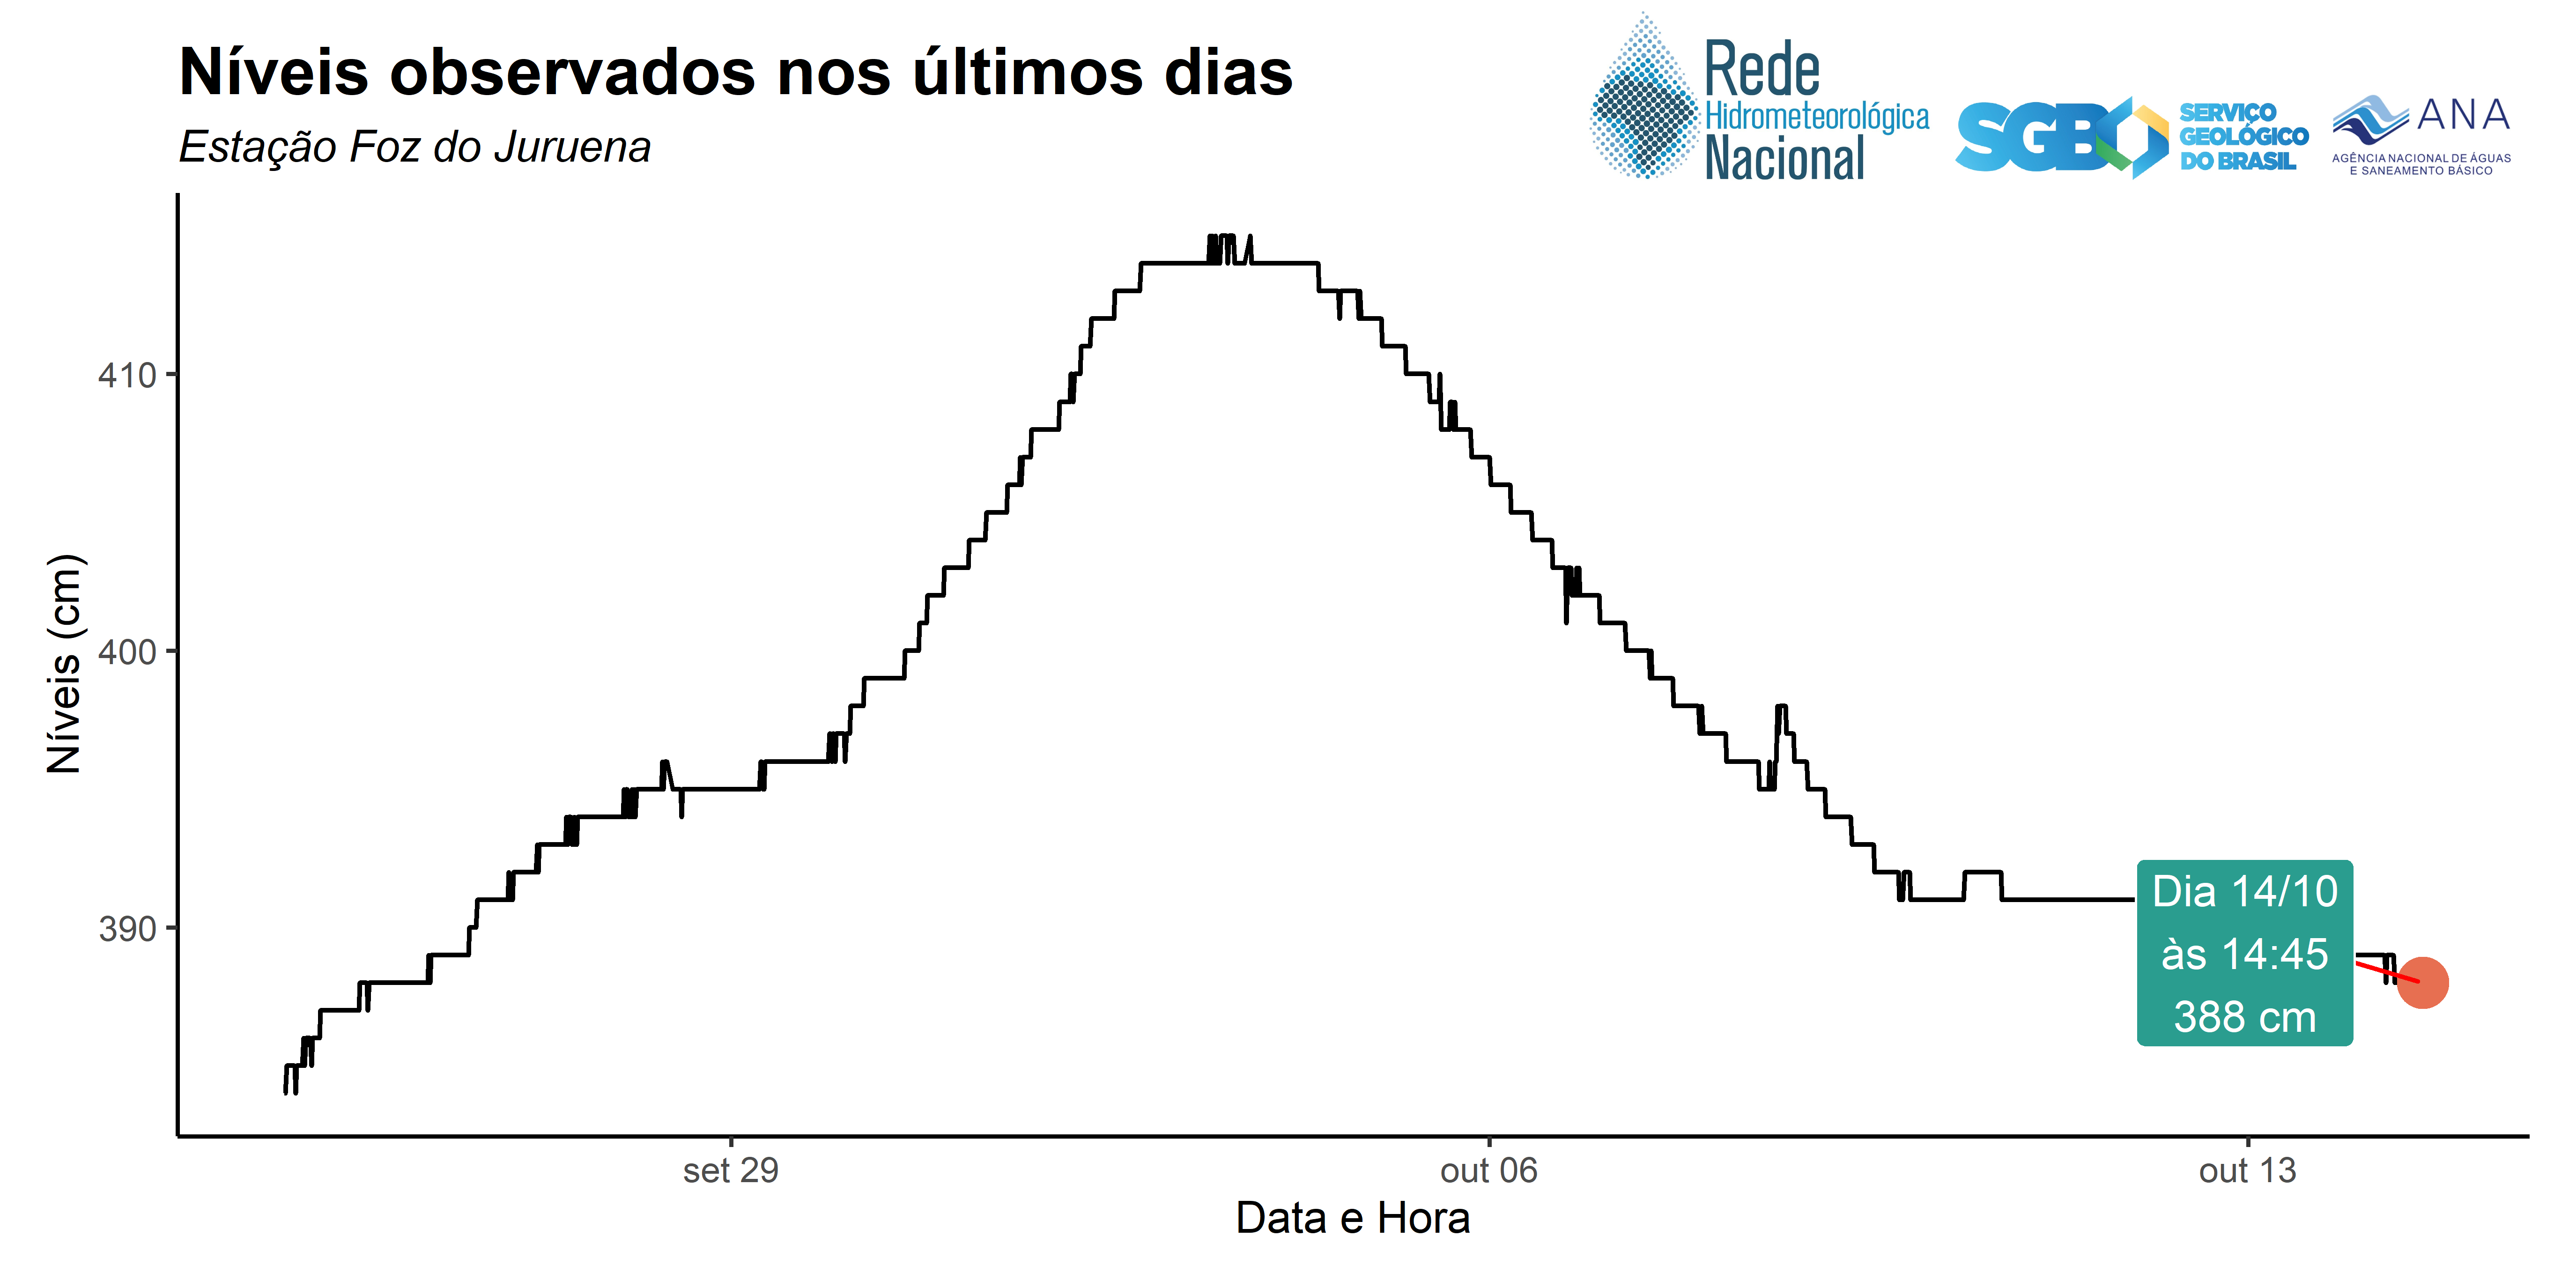 Níveis observados nos últimos dias
Estação Foz do Juruena
Rede
Hidrometeorológica
Nacional
SGB
SERVIÇO
GEOLÓGICO
DO BRASIL
ANA
AGÊNCIA NACIONAL DE ÁGUAS
E SANEAMENTO BÁSICO
Níveis (cm)
410
400
390
Dia 14/10
às 14:45
388 cm
set 29
out 06
out 13
Data e Hora